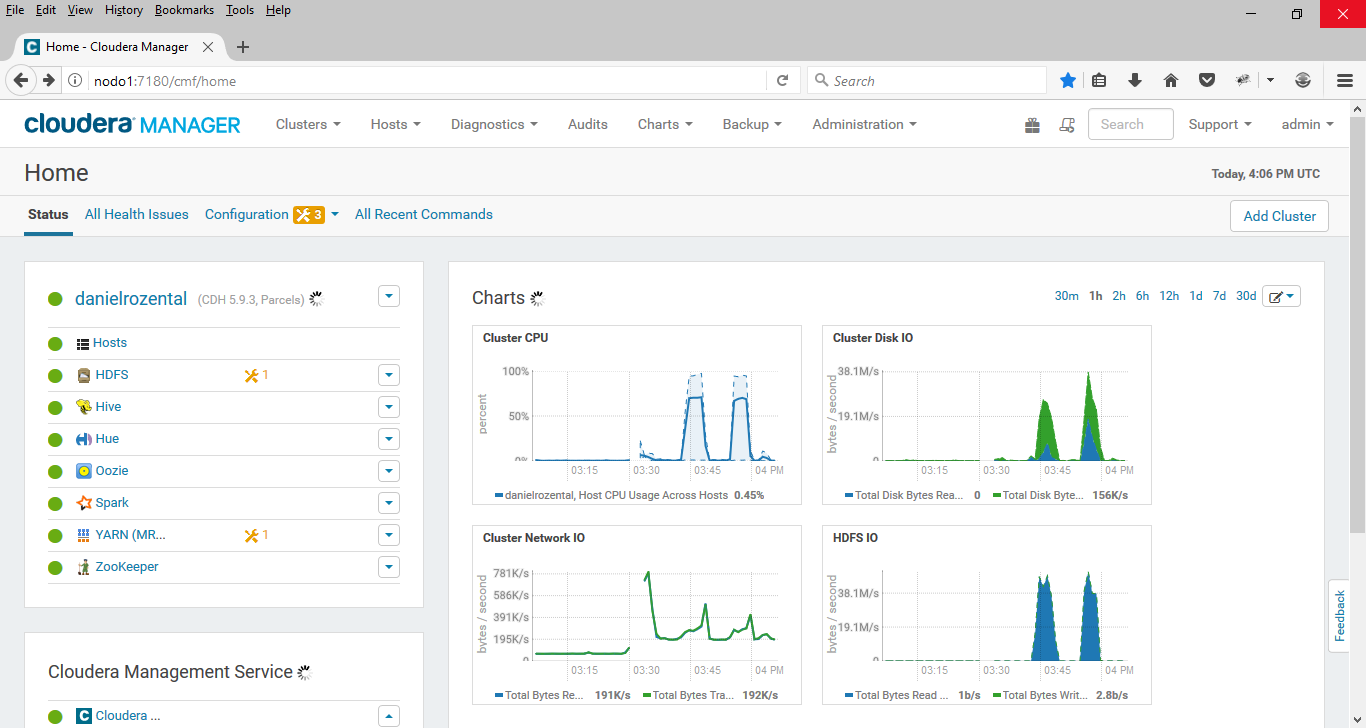 File Edit View History Bookmarks Tools Help
Home - Cloudera Manager
nodo1:7180/cmf/home
Search
cloudera MANAGER Clusters Hosts Diagnostics Audits Charts Backup Administration Search Support admin
Home
Today, 4:06 PM UTC
Status All Health Issues Configuration 3 All Recent Commands Add Cluster
danielrozental (CDH 5.9.3, Parcels)
Hosts
HDFS 1
Hive
Hue
Oozie
Spark
YARN (MR... 1
ZooKeeper
Cloudera Management Service
Cloudera ...
Charts
30m 1h 2h 6h 12h 1d 7d 30d
Cluster CPU
percent
100%
50%
0%
03:15 03:30 03:45 04 PM
danielrozental, Host CPU Usage Across Hosts 0.45%
Cluster Disk IO
bytes / second
38.1M/s
19.1M/s
0
03:15 03:30 03:45 04 PM
Total Disk Bytes Rea... 0 Total Disk Byte... 156K/s
Cluster Network IO
bytes / second
781K/s
586K/s
391K/s
195K/s
0
03:15 03:30 03:45 04 PM
Total Bytes Re... 191K/s Total Bytes Tra... 192K/s
HDFS IO
bytes / second
38.1M/s
19.1M/s
0
03:15 03:30 03:45 04 PM
Total Bytes Read ... 1b/s Total Bytes Writ... 2.8b/s
Feedback